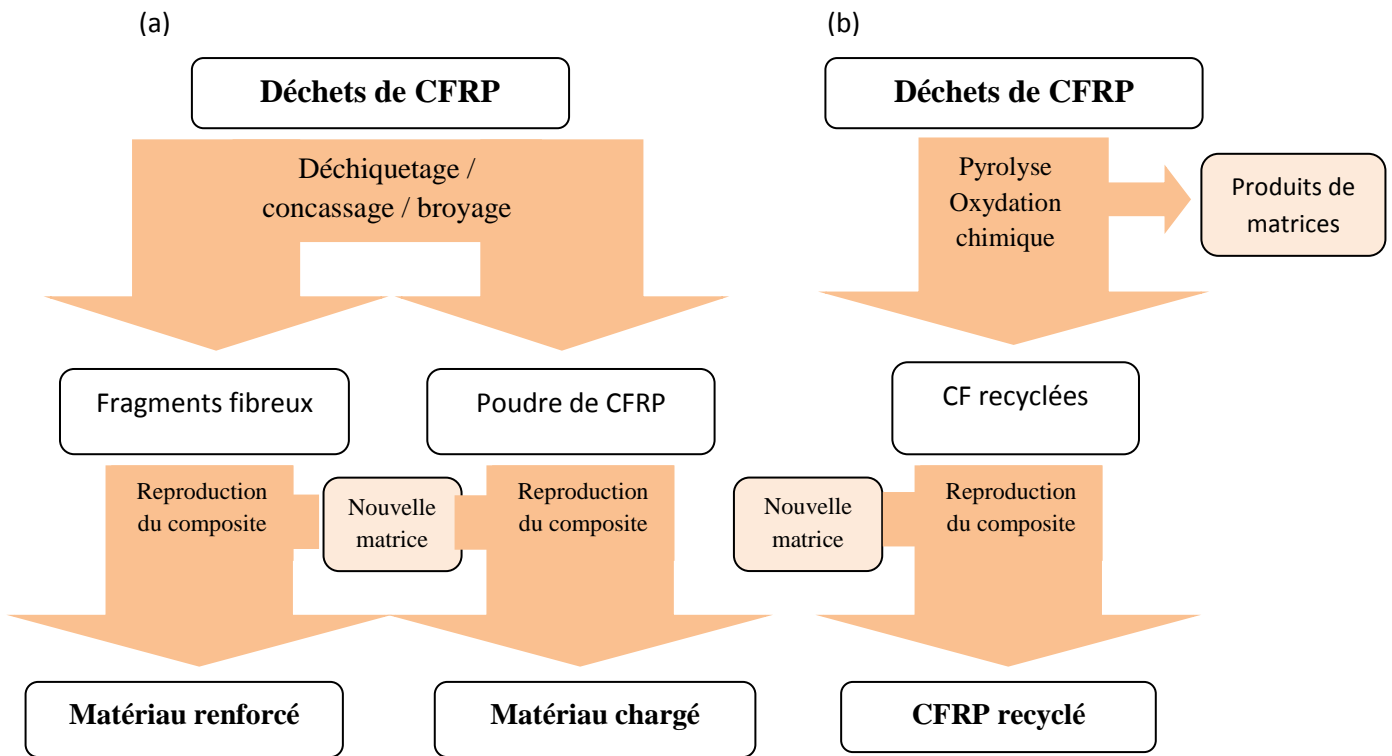 (a)
Déchets de CFRP
Déchiquetage /
concassage / broyage
Fragments fibreux
Poudre de CFRP
Reproduction
du composite
Nouvelle
matrice
Reproduction
du composite
Matériau renforcé
Matériau chargé
(b)
Déchets de CFRP
Pyrolyse
Oxydation
chimique
Produits de
matrices
CF recyclées
Nouvelle
matrice
Reproduction
du composite
CFRP recyclé